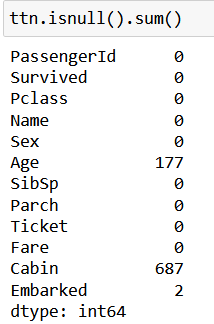 ttn.isnull().sum()
PassengerId 0
Survived 0
Pclass 0
Name 0
Sex 0
Age 177
SibSp 0
Parch 0
Ticket 0
Fare 0
Cabin 687
Embarked 2
dtype: int64